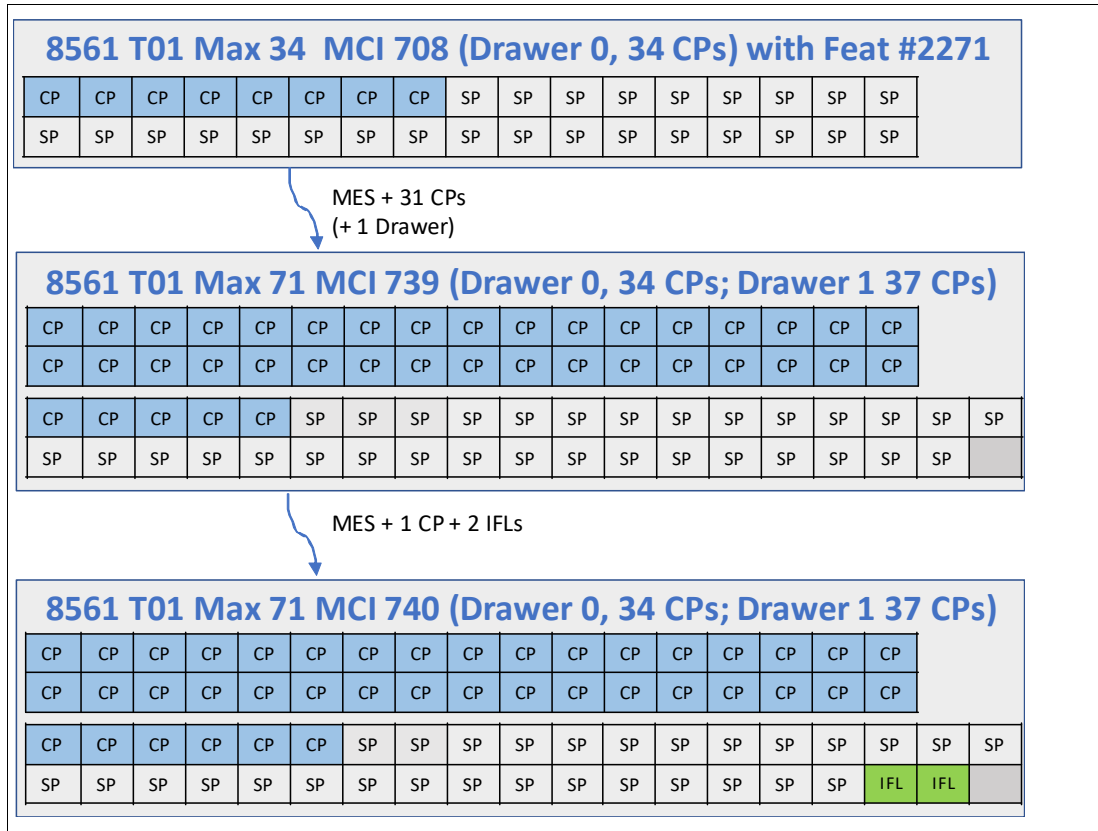 8561 T01 Max 34 MCI 708 (Drawer 0, 34 CPs) with Feat #2271
CP CP CP CP CP CP CP CP SP SP SP SP SP SP SP SP SP
SP SP SP SP SP SP SP SP SP SP SP SP SP SP SP SP SP
MES + 31 CPs
(+ 1 Drawer)
8561 T01 Max 71 MCI 739 (Drawer 0, 34 CPs; Drawer 1 37 CPs)
CP CP CP CP CP CP CP CP CP CP CP CP CP CP CP CP CP
CP CP CP CP CP CP CP CP CP CP CP CP CP CP CP CP CP
CP CP CP CP CP SP SP SP SP SP SP SP SP SP SP SP SP SP SP
SP SP SP SP SP SP SP SP SP SP SP SP SP SP SP SP SP SP
MES + 1 CP + 2 IFLs
8561 T01 Max 71 MCI 740 (Drawer 0, 34 CPs; Drawer 1 37 CPs)
CP CP CP CP CP CP CP CP CP CP CP CP CP CP CP CP CP
CP CP CP CP CP CP CP CP CP CP CP CP CP CP CP CP CP
CP CP CP CP CP CP SP SP SP SP SP SP SP SP SP SP SP SP SP
SP SP SP SP SP SP SP SP SP SP SP SP SP SP SP SP IFL IFL